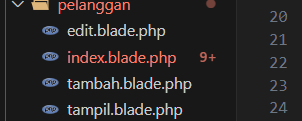 pelanggan
20
edit.blade.php
21
index.blade.php 9+
22
tambah.blade.php
23
tampil.blade.php
24